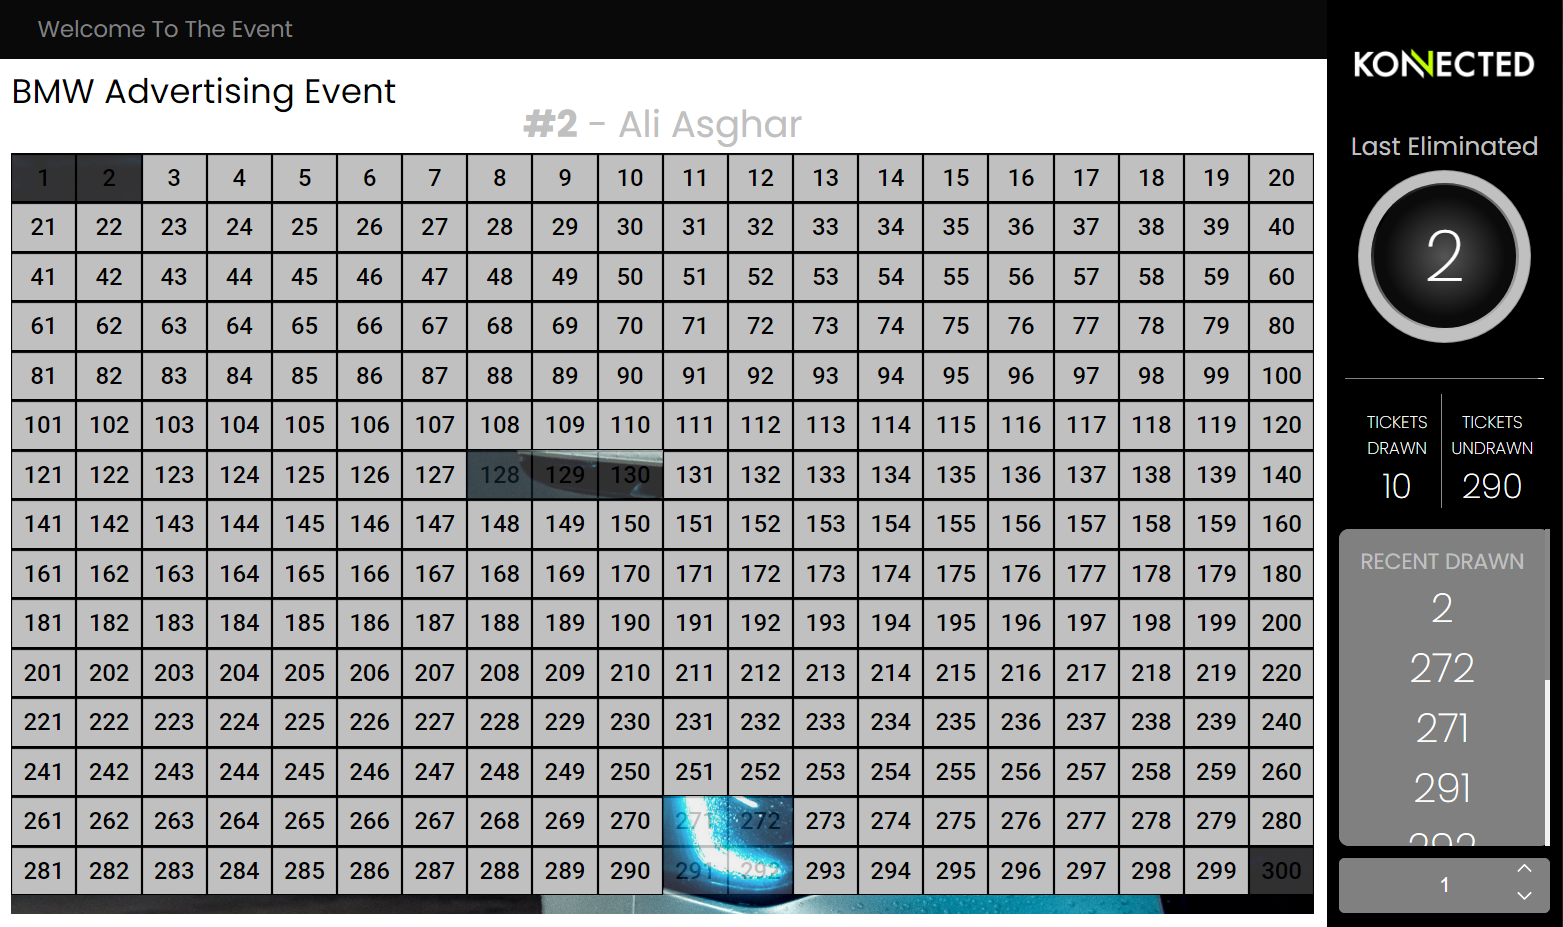 Welcome To The Event
BMW Advertising Event
#2 - Ali Asghar
1 2 3 4 5 6 7 8 9 10 11 12 13 14 15 16 17 18 19 20
21 22 23 24 25 26 27 28 29 30 31 32 33 34 35 36 37 38 39 40
41 42 43 44 45 46 47 48 49 50 51 52 53 54 55 56 57 58 59 60
61 62 63 64 65 66 67 68 69 70 71 72 73 74 75 76 77 78 79 80
81 82 83 84 85 86 87 88 89 90 91 92 93 94 95 96 97 98 99 100
101 102 103 104 105 106 107 108 109 110 111 112 113 114 115 116 117 118 119 120
121 122 123 124 125 126 127 128 129 130 131 132 133 134 135 136 137 138 139 140
141 142 143 144 145 146 147 148 149 150 151 152 153 154 155 156 157 158 159 160
161 162 163 164 165 166 167 168 169 170 171 172 173 174 175 176 177 178 179 180
181 182 183 184 185 186 187 188 189 190 191 192 193 194 195 196 197 198 199 200
201 202 203 204 205 206 207 208 209 210 211 212 213 214 215 216 217 218 219 220
221 222 223 224 225 226 227 228 229 230 231 232 233 234 235 236 237 238 239 240
241 242 243 244 245 246 247 248 249 250 251 252 253 254 255 256 257 258 259 260
261 262 263 264 265 266 267 268 269 270 271 272 273 274 275 276 277 278 279 280
281 282 283 284 285 286 287 288 289 290 291 292 293 294 295 296 297 298 299 300
KONNECTED
Last Eliminated
2
TICKETS
DRAWN
10
TICKETS
UNDRAWN
290
RECENT DRAWN
2
272
271
291
292
1